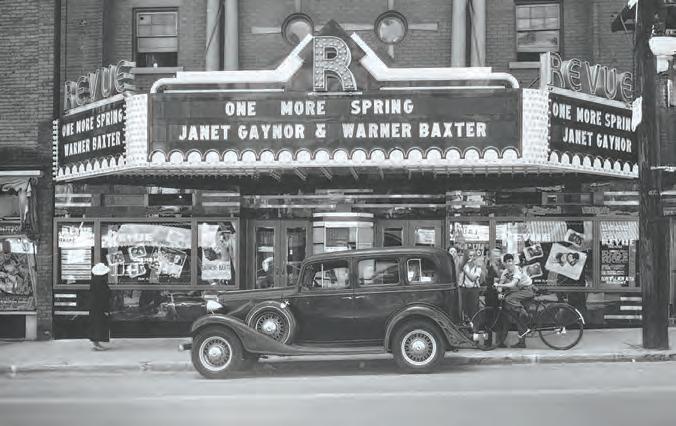 R
REVUE
ONE MORE SPRING
WARNER BAXTER
ONE MORE SPRING
JANET GAYNOR & WARNER BAXTER
REVUE
ONE MORE SPRING
JANET GAYNOR
REVUE